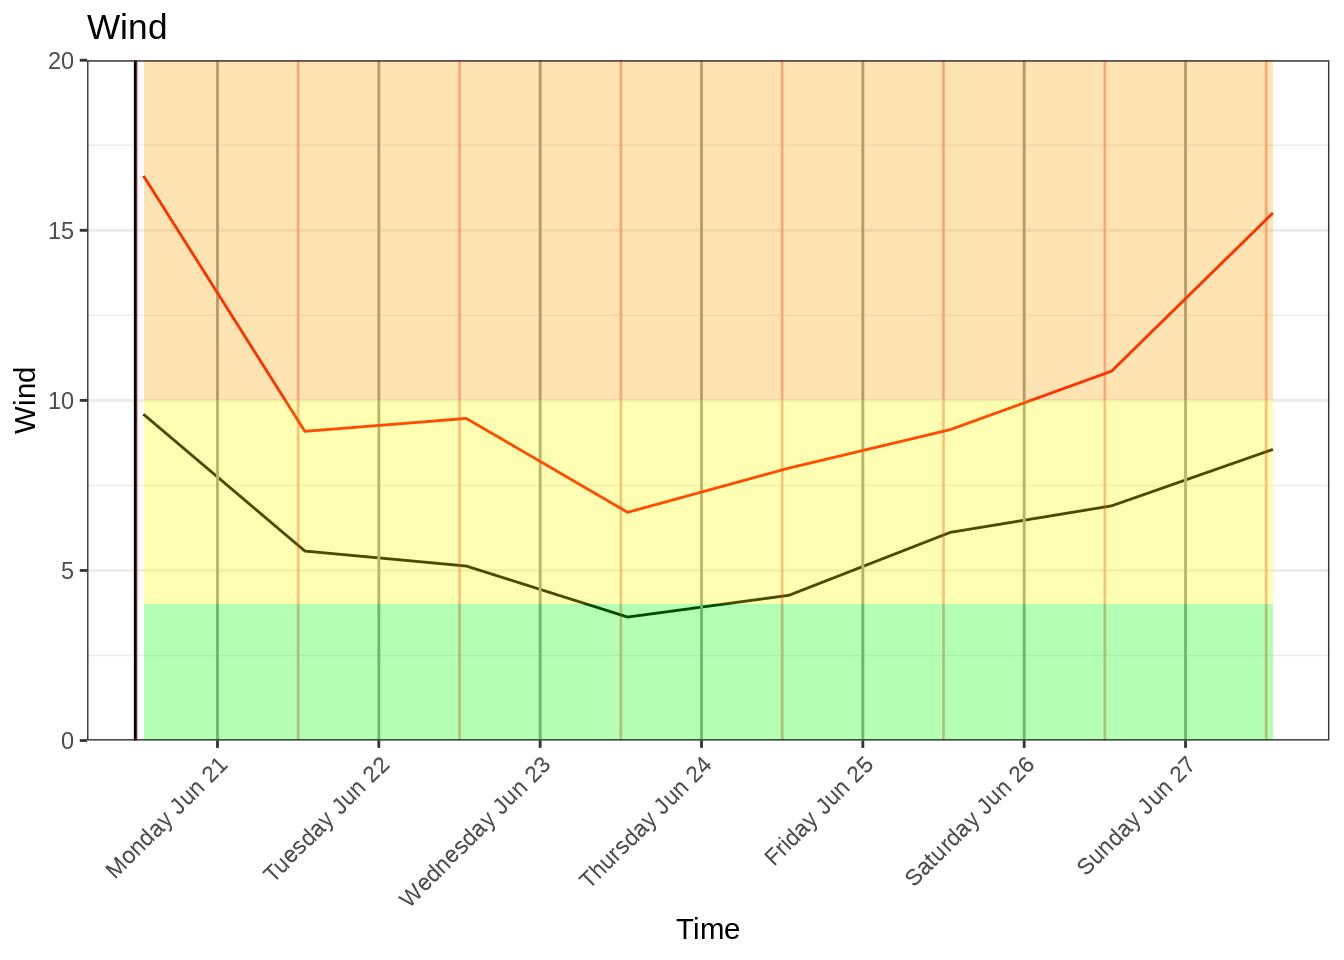 Wind
20
15
10
5
0
Wind
Monday Jun 21
Tuesday Jun 22
Wednesday Jun 23
Thursday Jun 24
Friday Jun 25
Saturday Jun 26
Sunday Jun 27
Time